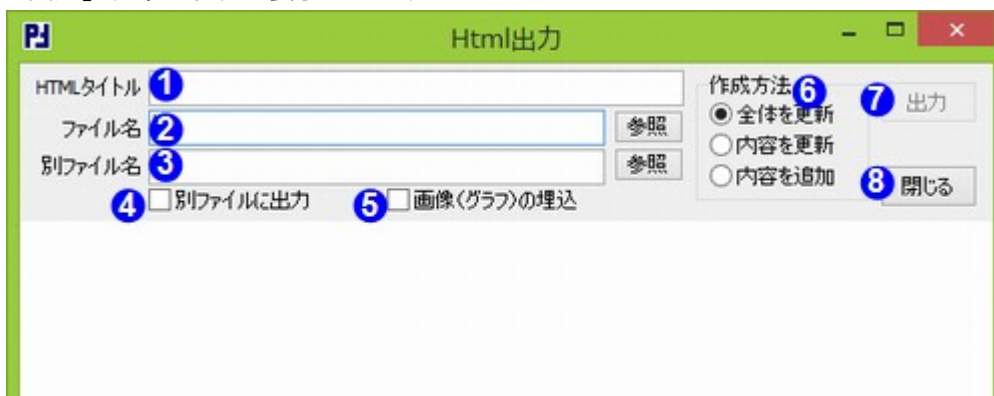 Html出力
HTMLタイトル 1
ファイル名 2 参照
別ファイル名 3 参照
4 別ファイルに出力 5 画像(グラフ)の埋込
作成方法 6
全体を更新
内容を更新
内容を追加
7 出力
8 閉じる